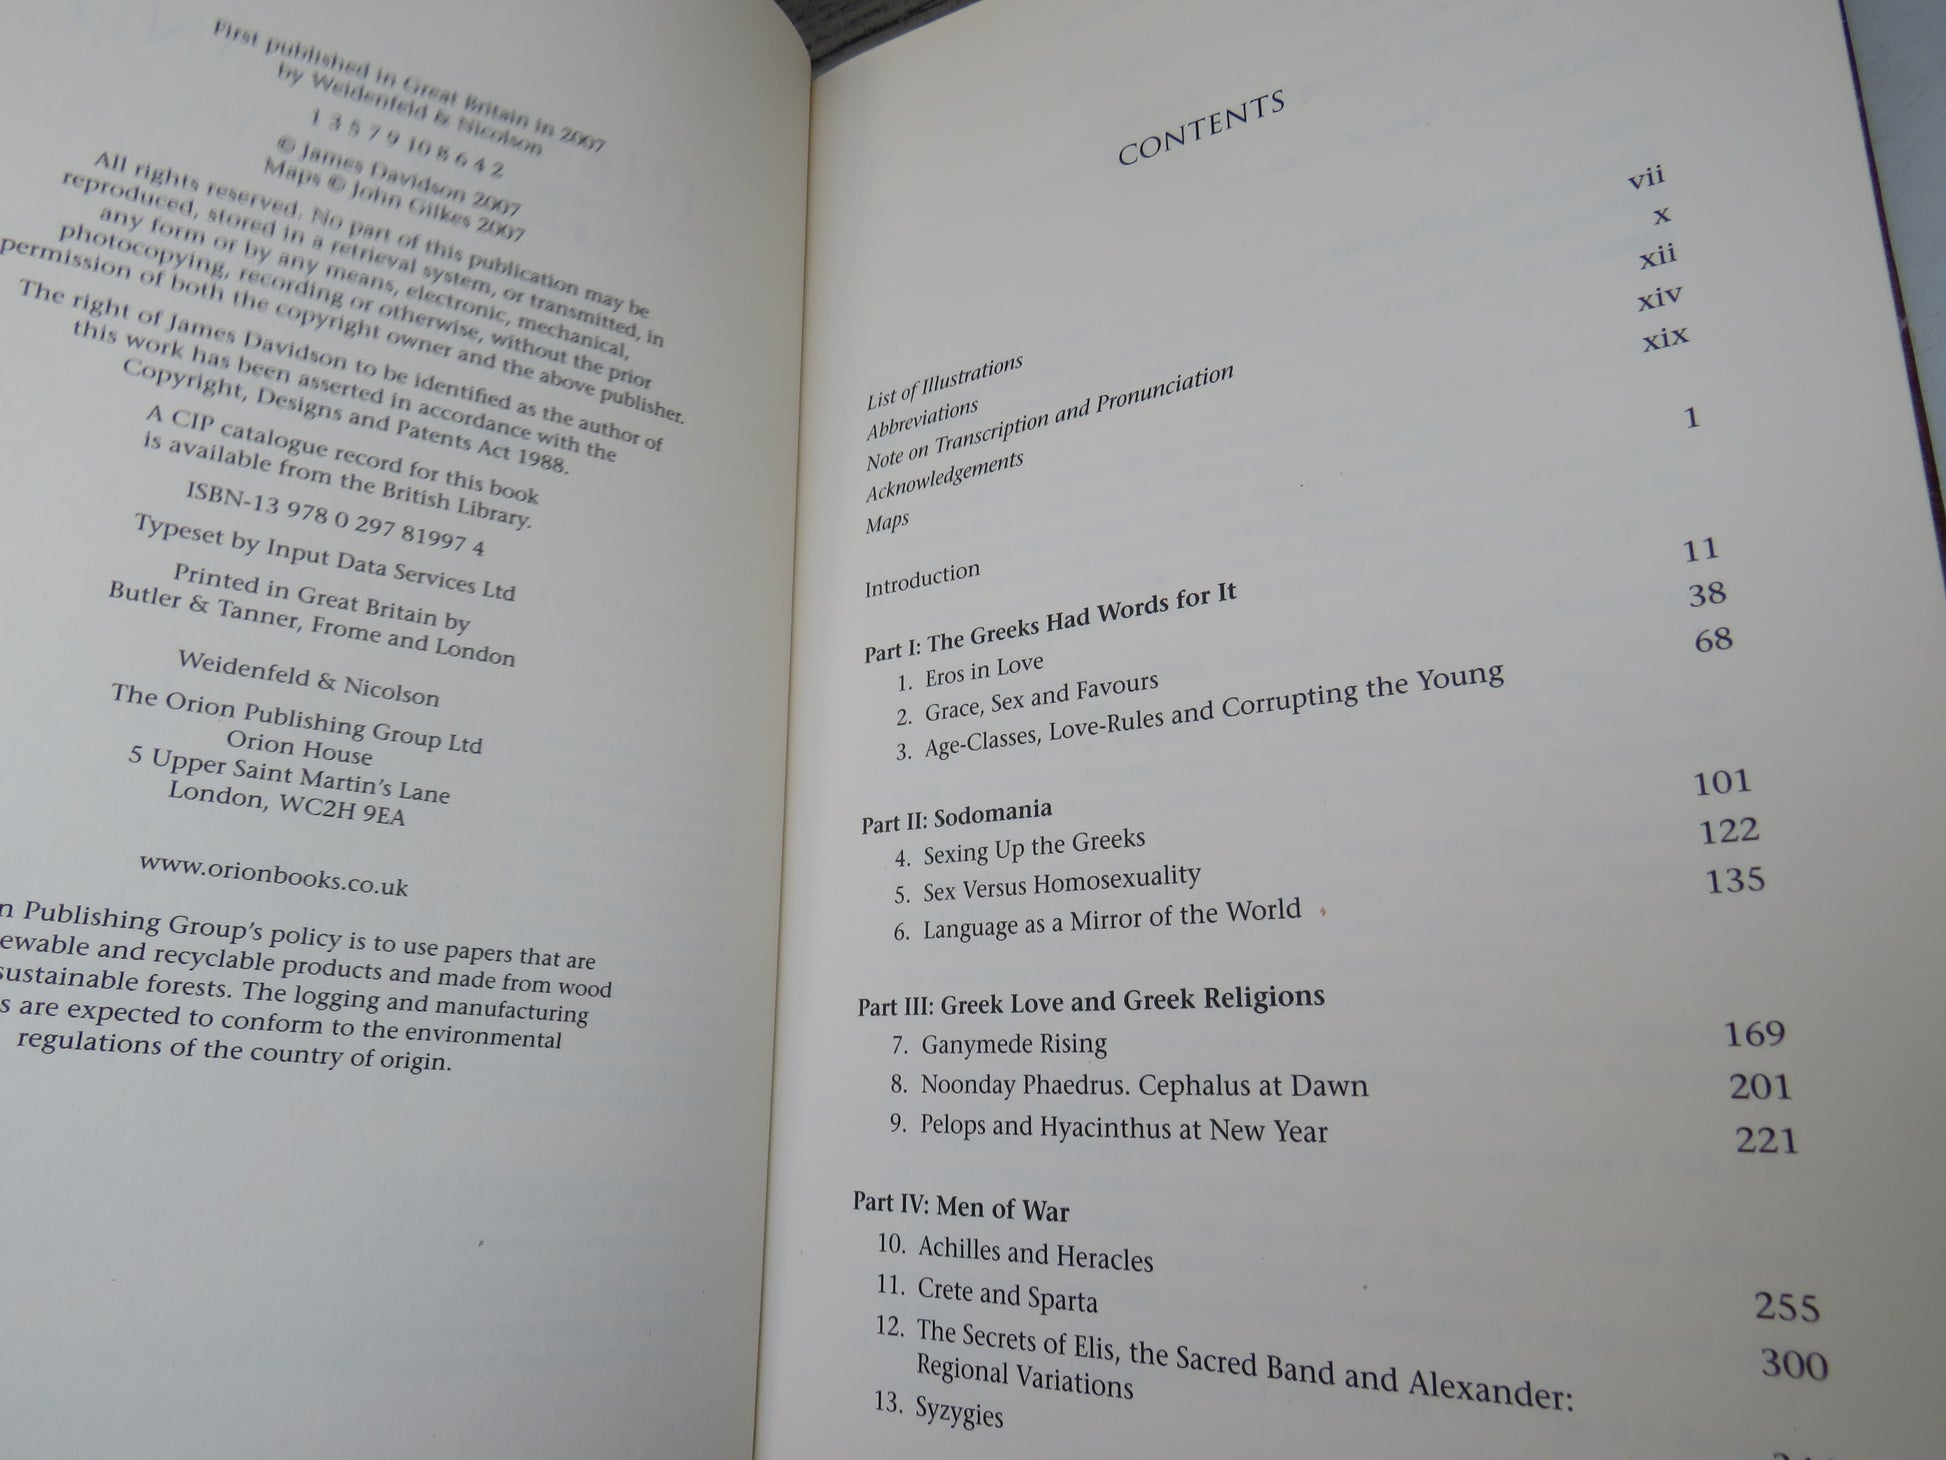 First published in Great Britain in 2007
by Weidenfeld & Nicolson
1 3 5 7 9 10 8 6 4 2
© James Davidson 2007
Maps © John Gilkes 2007
All rights reserved. No part of this publication may be
reproduced, stored in a retrieval system, or transmitted, in
any form or by any means, electronic, mechanical,
photocopying, recording or otherwise, without the prior
permission of both the copyright owner and the above publisher.
The right of James Davidson to be identified as the author of
this work has been asserted in accordance with the
Copyright, Designs and Patents Act 1988.
A CIP catalogue record for this book
is available from the British Library.
ISBN-13 978 0 297 81997 4
Typeset by Input Data Services Ltd
Printed in Great Britain by
Butler & Tanner, Frome and London
Weidenfeld & Nicolson
The Orion Publishing Group Ltd
Orion House
5 Upper Saint Martin's Lane
London, WC2H 9EA
www.orionbooks.co.uk
n Publishing Group's policy is to use papers that are
ewable and recyclable products and made from wood
sustainable forests. The logging and manufacturing
s are expected to conform to the environmental
regulations of the country of origin.
CONTENTS
List of Illustrations vii
Abbreviations x
Note on Transcription and Pronunciation xii
Acknowledgements xiv
Maps xix
Introduction 1
Part I: The Greeks Had Words for It
1. Eros in Love 11
2. Grace, Sex and Favours 38
3. Age-Classes, Love-Rules and Corrupting the Young 68
Part II: Sodomania
4. Sexing Up the Greeks 101
5. Sex Versus Homosexuality 122
6. Language as a Mirror of the World 135
Part III: Greek Love and Greek Religions
7. Ganymede Rising 169
8. Noonday Phaedrus. Cephalus at Dawn 201
9. Pelops and Hyacinthus at New Year 221
Part IV: Men of War
10. Achilles and Heracles 255
11. Crete and Sparta 300
12. The Secrets of Elis, the Sacred Band and Alexander:
Regional Variations
13. Syzygies